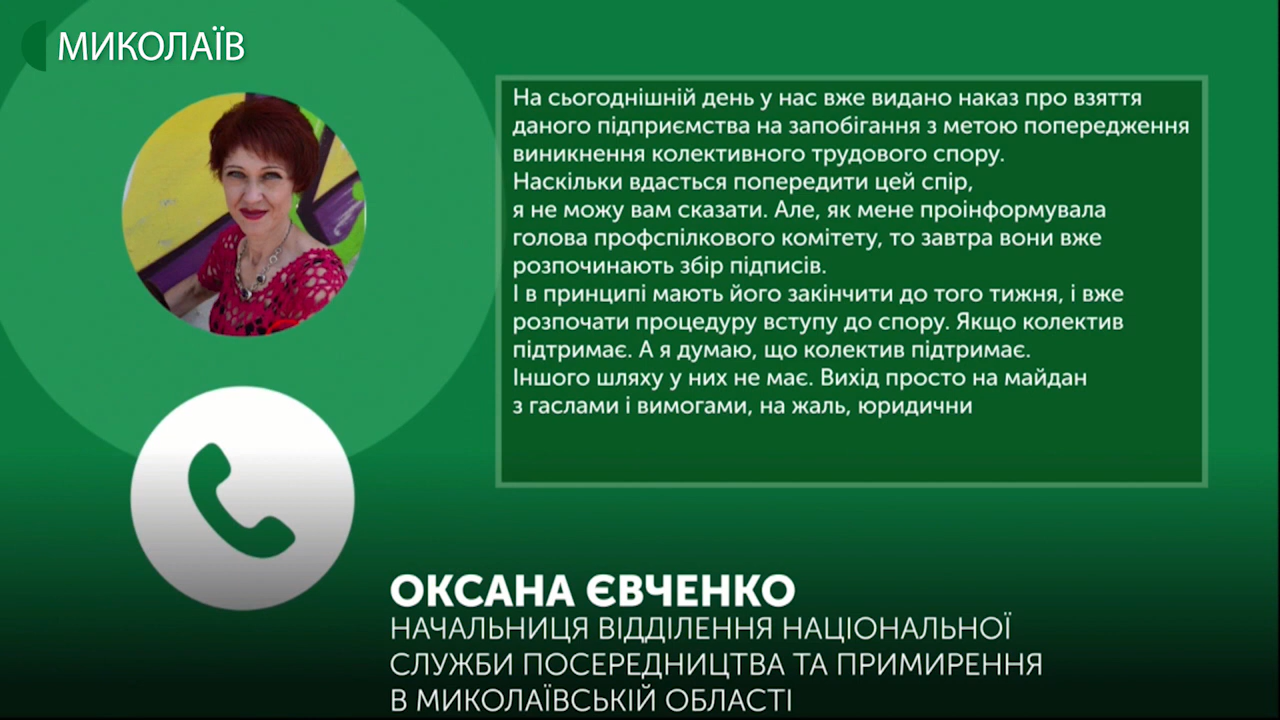 МИКОЛАЇВ
На сьогоднішній день у нас вже видано наказ про взяття
даного підприємства на запобігання з метою попередження
виникнення колективного трудового спору.
Наскільки вдасться попередити цей спір,
я не можу вам сказати. Але, як мене проінформувала
голова профспілкового комітету, то завтра вони вже
розпочинають збір підписів.
І в принципі мають його закінчити до того тижня, і вже
розпочати процедуру вступу до спору. Якщо колектив
підтримає. А я думаю, що колектив підтримає.
Іншого шляху у них не має. Вихід просто на майдан
з гаслами і вимогами, на жаль, юридични
ОКСАНА ЄВЧЕНКО
НАЧАЛЬНИЦЯ ВІДДІЛЕННЯ НАЦІОНАЛЬНОЇ
СЛУЖБИ ПОСЕРЕДНИЦТВА ТА ПРИМИРЕННЯ
В МИКОЛАЇВСЬКІЙ ОБЛАСТІ